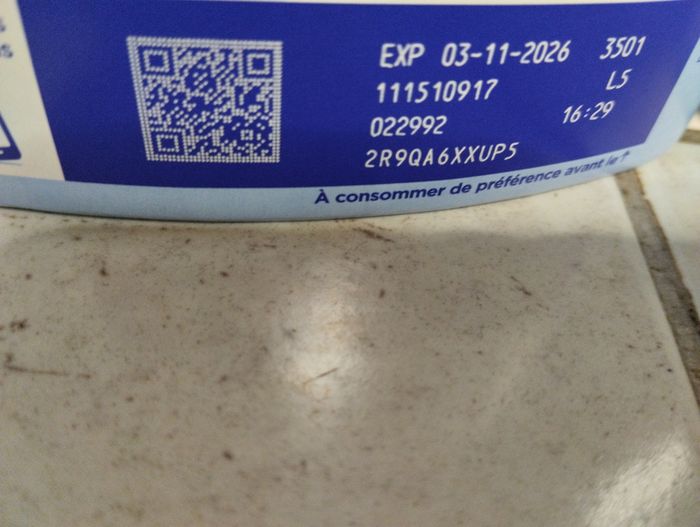 EXP 03-11-2026 3501
111510917 L5
022992 16:29
2R9QA6XXUP5
À consommer de préférence avant le ↑